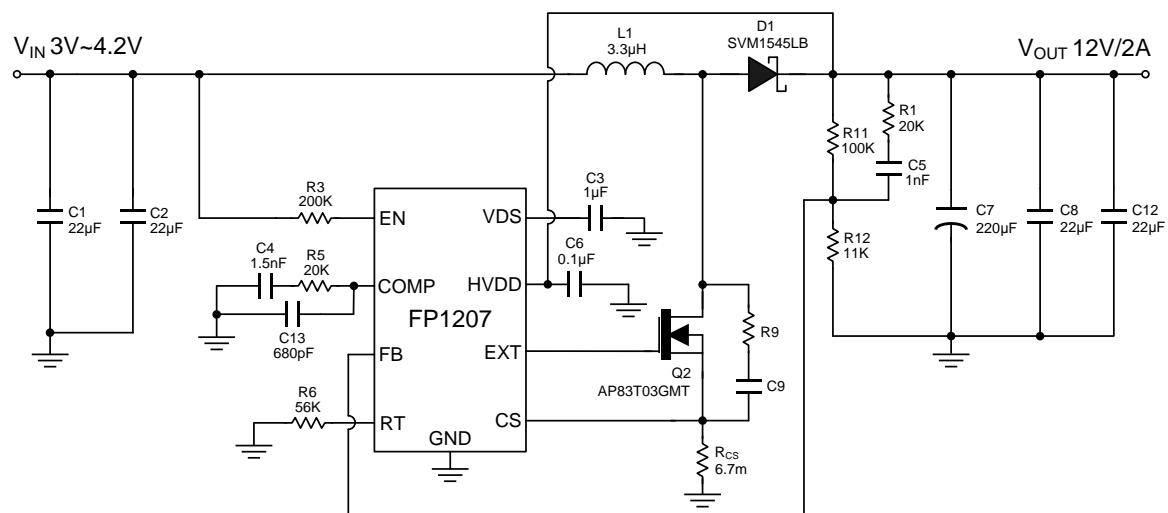 VIN 3V~4.2V
L1
3.3µH
D1
SVM1545LB
VOUT 12V/2A
R11
100K
R1
20K
C5
1nF
C1
22µF
C2
22µF
R3
200K
EN
VDS
C3
1µF
C4
1.5nF
R5
20K
COMP
HVDD
C6
0.1µF
R12
11K
C7
220µF
C8
22µF
C12
22µF
C13
680pF
FP1207
FB
EXT
Q2
AP83T03GMT
R9
C9
R6
56K
RT
GND
CS
RCS
6.7m